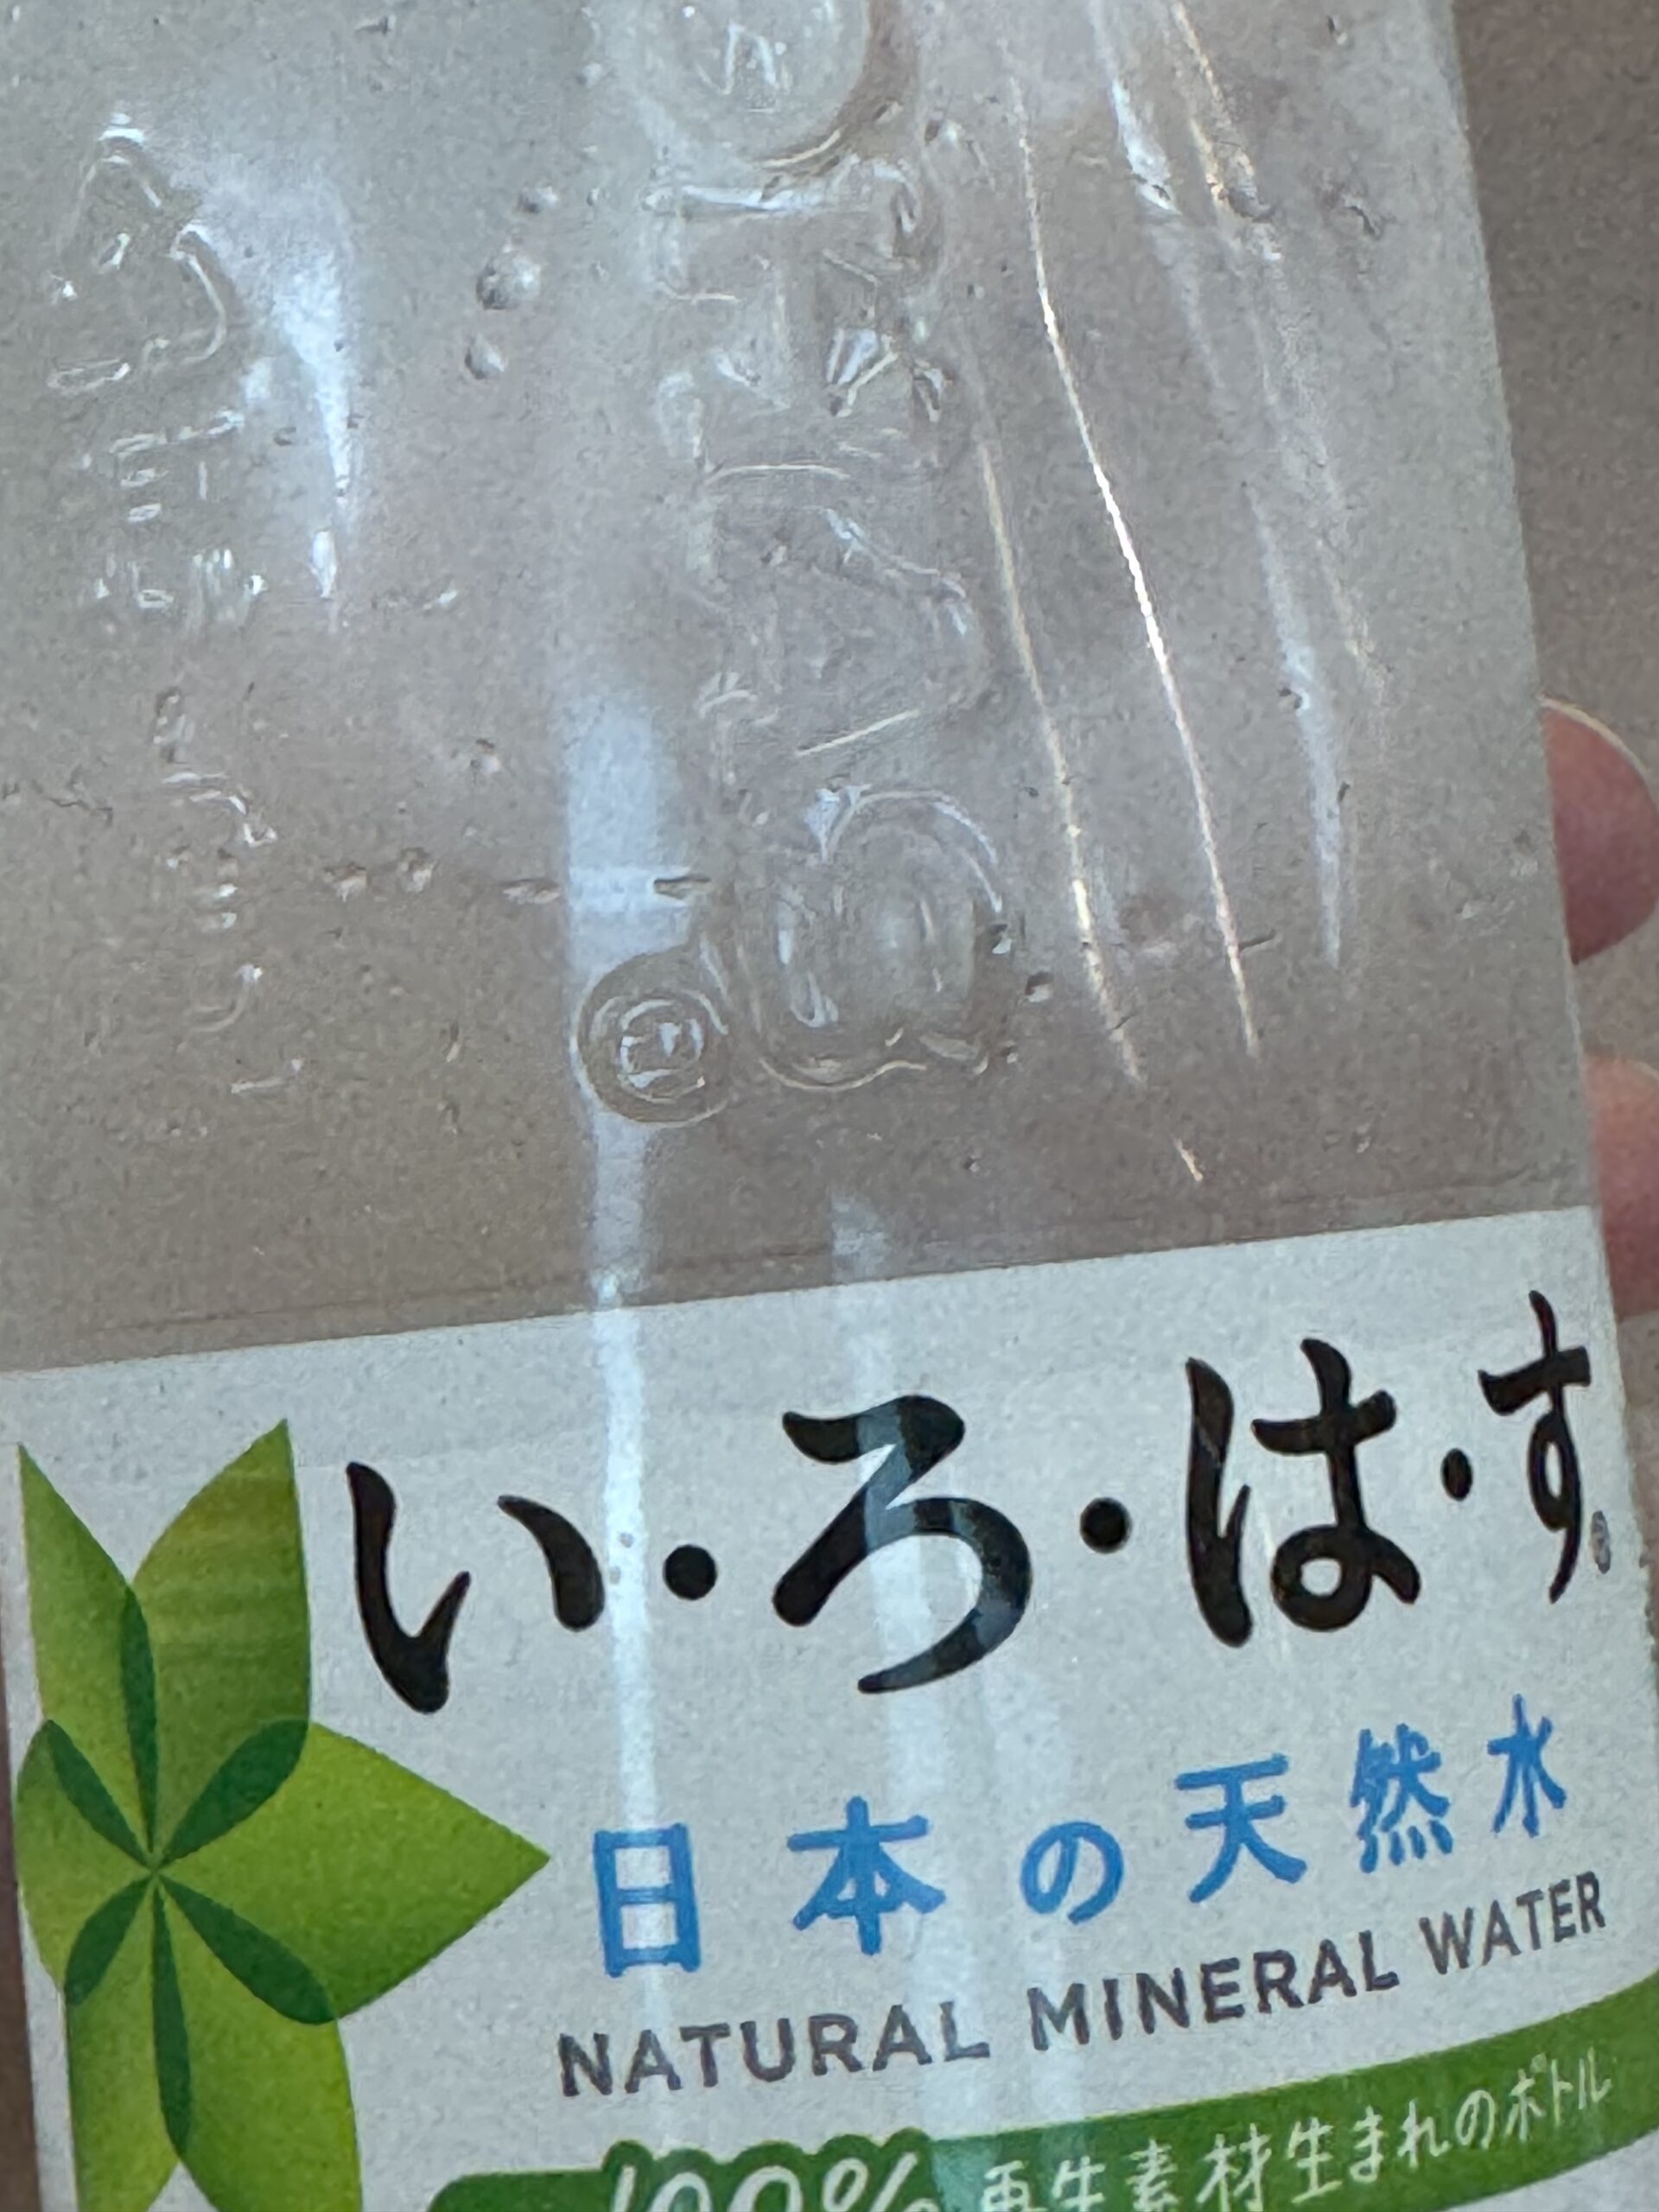 い・ろ・は・す®
日本の天然水
NATURAL MINERAL WATER
100% 再生素材生まれのボトル